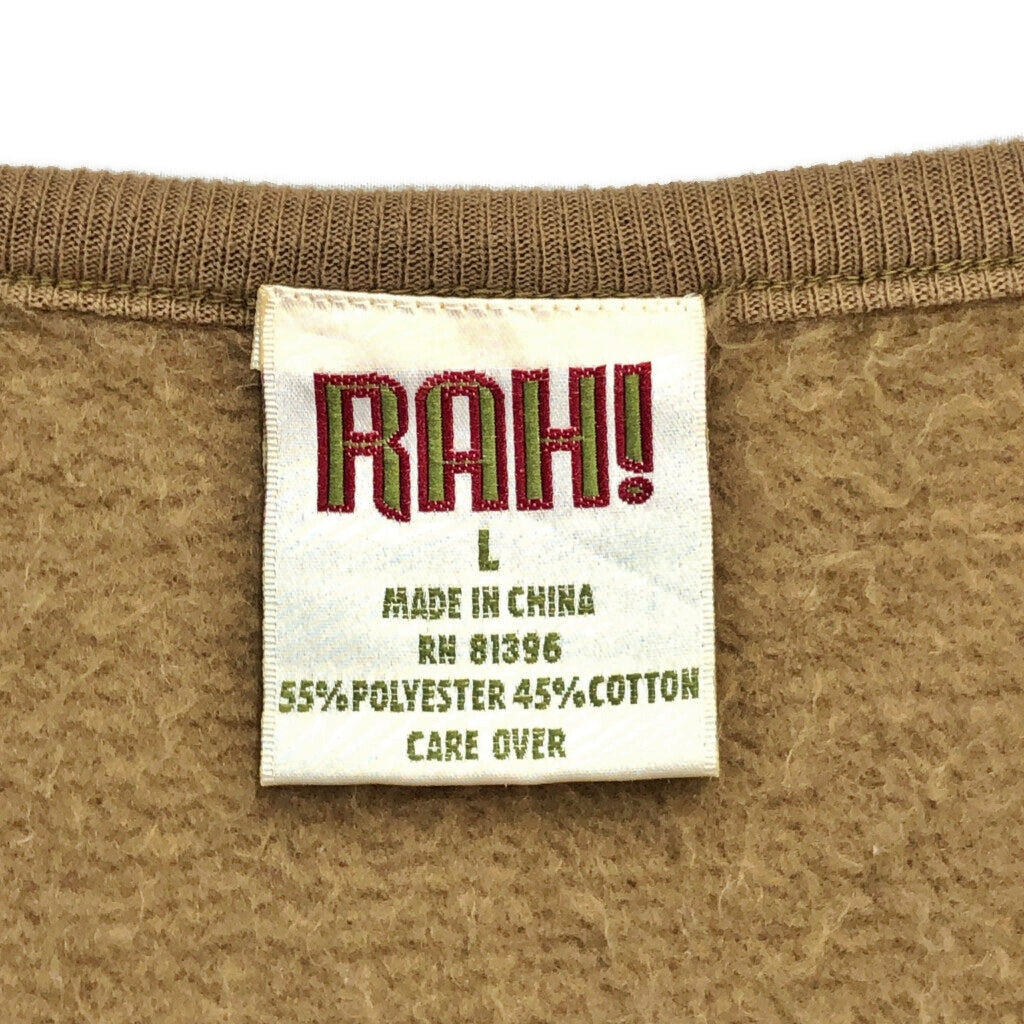 RAH!
L
MADE IN CHINA
RN 81396
55%POLYESTER 45%COTTON
CARE OVER